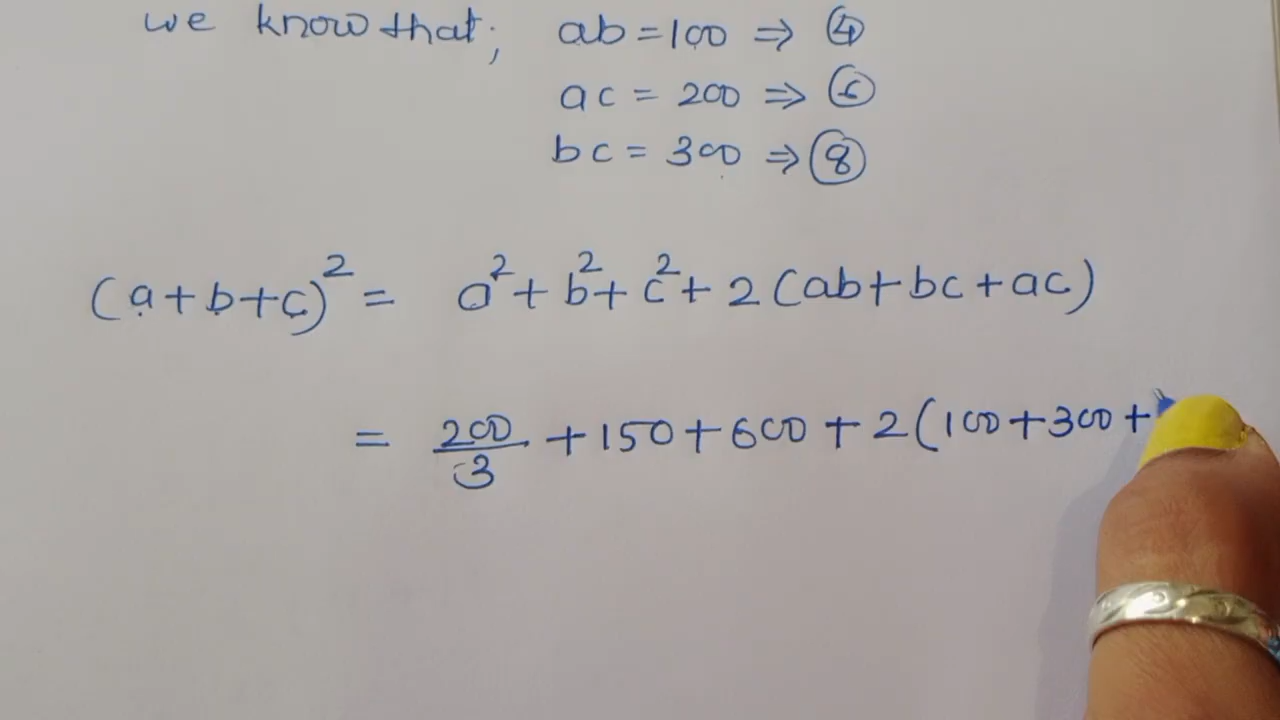 we know that; ab = 100 ⇒ ④
ac = 200 ⇒ ⑥
bc = 300 ⇒ ⑧
(a+b+c)² = a² + b² + c² + 2(ab+bc+ac)
= 200/3 + 150 + 600 + 2(100+300+